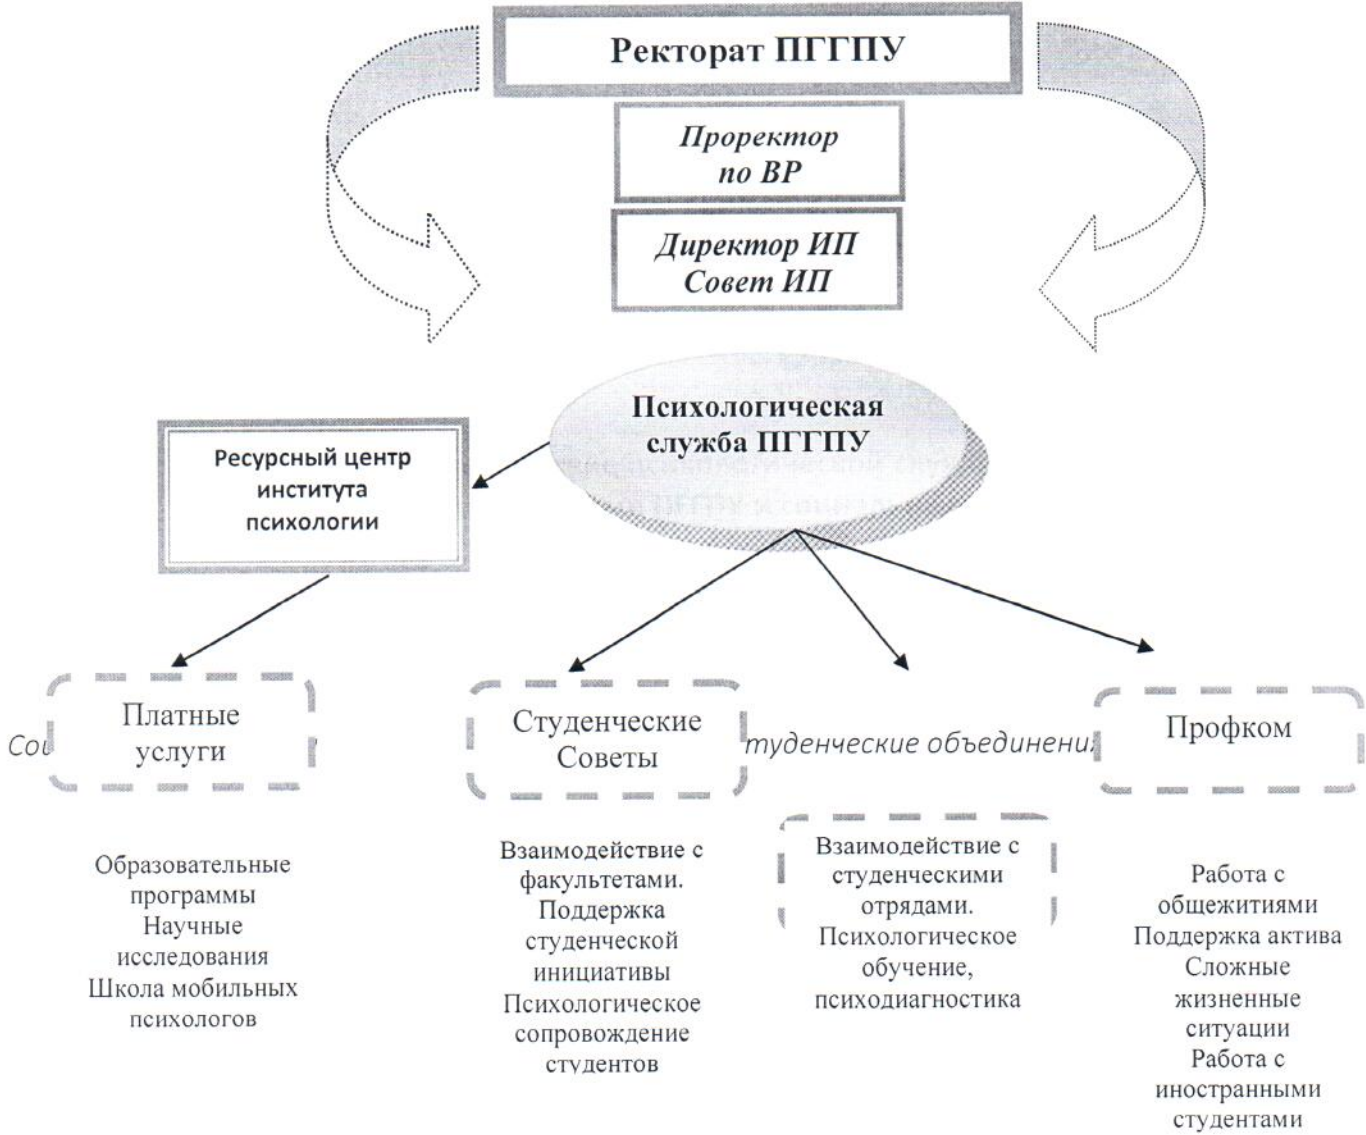 Ректорат ПГГПУ
Проректор
по ВР
Директор ИП
Совет ИП
Психологическая
служба ПГГПУ
Ресурсный центр
института
психологии
Платные
услуги
Студенческие
Советы
туденческие объединени
Профком
Образовательные
программы
Научные
исследования
Школа мобильных
психологов
Взаимодействие с
факультетами.
Поддержка
студенческой
инициативы
Психологическое
сопровождение
студентов
Взаимодействие с
студенческими
отрядами.
Психологическое
обучение,
психодиагностика
Работа с
общежитиями
Поддержка актива
Сложные
жизненные
ситуации
Работа с
иностранными
студентами